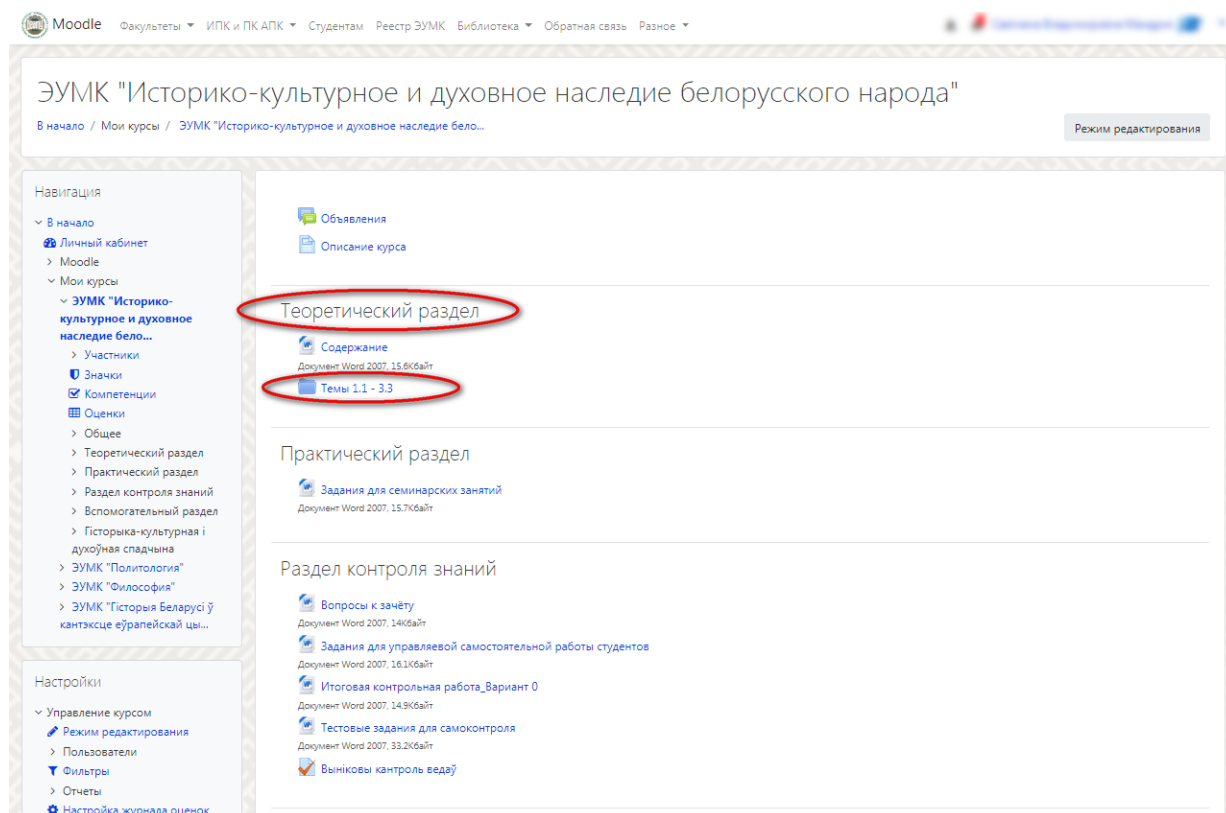 Moodle Факультеты ИПК и ПК АПК Студентам Реестр ЭУМК Библиотека Обратная связь Разное
ЭУМК "Историко-культурное и духовное наследие белорусского народа"
В начало / Мои курсы / ЭУМК "Историко-культурное и духовное наследие бело...
Режим редактирования
Навигация
В начало
Личный кабинет
Moodle
Мои курсы
ЭУМК "Историко-
культурное и духовное
наследие бело...
Участники
Значки
Компетенции
Оценки
Общее
Теоретический раздел
Практический раздел
Раздел контроля знаний
Вспомогательный раздел
Гісторыка-культурная і
духоўная спадчына
ЭУМК "Политология"
ЭУМК "Философия"
ЭУМК "Гісторыя Беларусі ў
кантэксце еўрапейскай цы...
Настройки
Управление курсом
Режим редактирования
Пользователи
Фильтры
Отчеты
Настройка журнала оценок
Объявления
Описание курса
Теоретический раздел
Содержание
Документ Word 2007, 15.6Кбайт
Темы 1.1 - 3.3
Практический раздел
Задания для семинарских занятий
Документ Word 2007, 15.7Кбайт
Раздел контроля знаний
Вопросы к зачёту
Документ Word 2007, 14Кбайт
Задания для управляевой самостоятельной работы студентов
Документ Word 2007, 16.1Кбайт
Итоговая контрольная работа_Вариант 0
Документ Word 2007, 14.9Кбайт
Тестовые задания для самоконтроля
Документ Word 2007, 33.2Кбайт
Выніковы кантроль ведаў